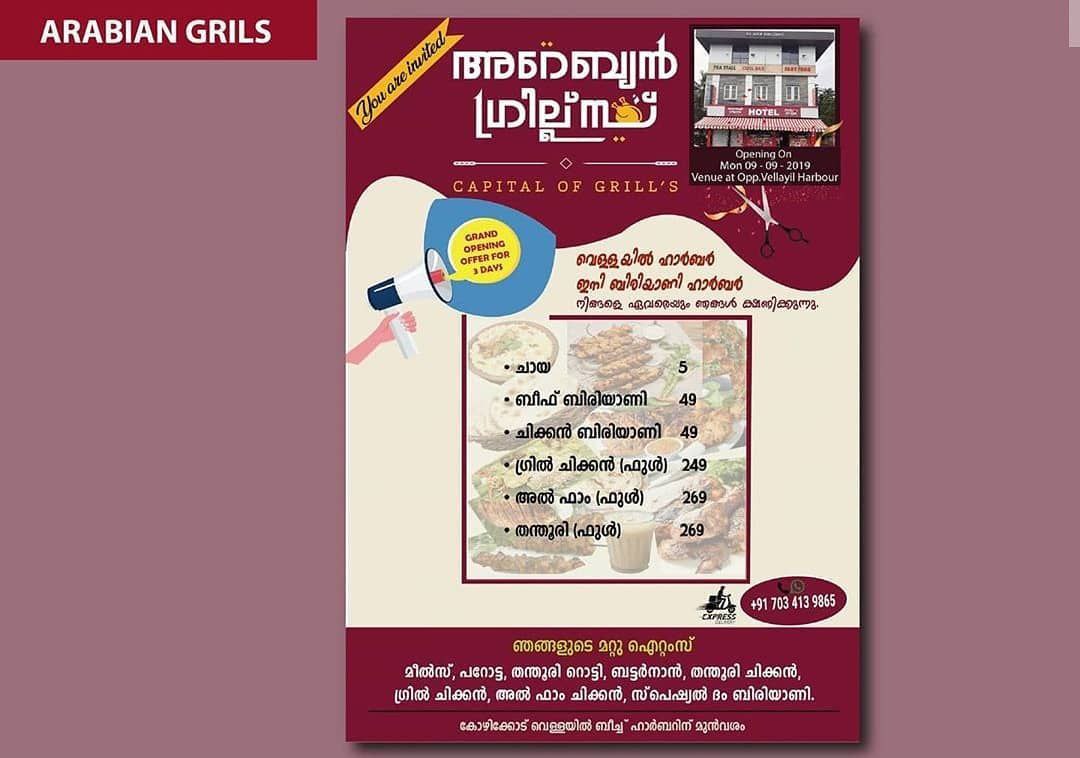 ARABIAN GRILS
You are invited
അറേബ്യൻ
ഗ്രില്ല്സ്
CAPITAL OF GRILL'S
HOTEL
Opening On
Mon 09 - 09 - 2019
Venue at Opp.Vellayil Harbour
GRAND
OPENING
OFFER FOR
3 DAYS
വെള്ളയിൽ ഹാർബർ
ഇനി ബിരിയാണി ഹാർബർ
നിങ്ങളെ ഏവരെയും ഞങ്ങൾ ക്ഷണിക്കുന്നു.
• ചായ 5
• ബീഫ് ബിരിയാണി 49
• ചിക്കൻ ബിരിയാണി 49
• ഗ്രിൽ ചിക്കൻ (ഫുൾ) 249
• അൽ ഫാം (ഫുൾ) 269
• തന്തൂരി (ഫുൾ) 269
EXPRESS
DELIVERY
+91 703 413 9865
ഞങ്ങളുടെ മറ്റു ഐറ്റംസ്
മീൽസ്, പറോട്ട, തന്തൂരി റൊട്ടി, ബട്ടർനാൻ, തന്തൂരി ചിക്കൻ,
ഗ്രിൽ ചിക്കൻ, അൽ ഫാം ചിക്കൻ, സ്പെഷ്യൽ ദം ബിരിയാണി.
കോഴിക്കോട് വെള്ളയിൽ ബീച്ച് ഹാർബറിന് മുൻവശം